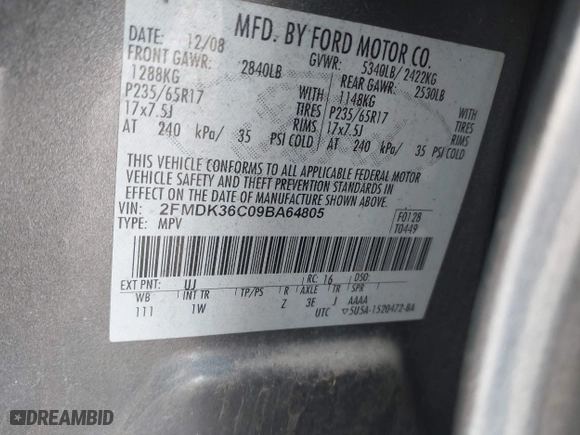 MFD. BY FORD MOTOR CO.
DATE: 12/08 GVWR: 5340LB/2422KG
FRONT GAWR: 2840LB REAR GAWR: 2530LB
1288KG WITH 1148KG WITH
P235/65R17 TIRES P235/65R17 TIRES
17x7.5J RIMS 17x7.5J RIMS
AT 240 kPa/ 35 PSI COLD AT 240 kPa/ 35 PSI COLD
THIS VEHICLE CONFORMS TO ALL APPLICABLE FEDERAL MOTOR
VEHICLE SAFETY AND THEFT PREVENTION STANDARDS IN
EFFECT ON THE DATE OF MANUFACTURE SHOWN ABOVE.
VIN: 2FMDK36C09BA64805 F0128
TYPE: MPV T0449
EXT PNT: UJ RC: 16 DSO:
WB INT TR TP/PS R AXLE TR SPR
111 1W Z 3E J AAAA
UTC 5U5A-1520472-BA
DREAMBID